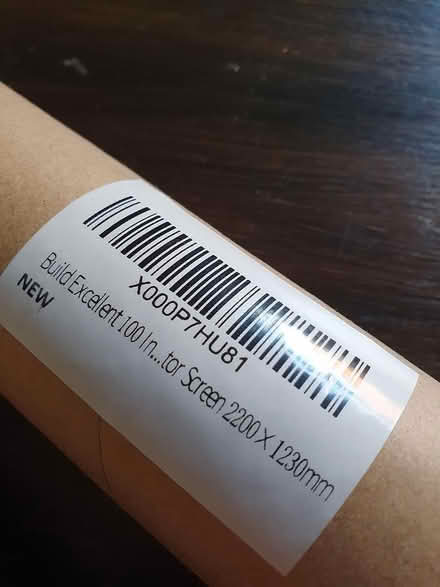 X000P7HU81
Build Excellent 100 In...tor Screen 2200 X 1230mm
NEW